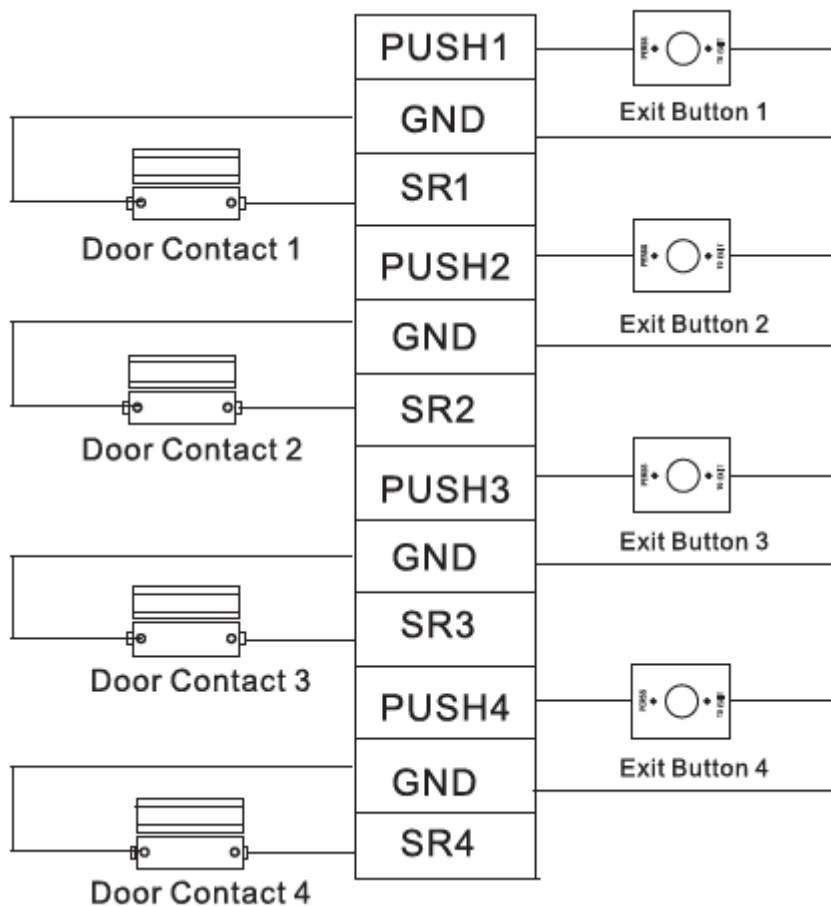 PUSH1
Exit Button 1
GND
SR1
Door Contact 1
PUSH2
Exit Button 2
GND
SR2
Door Contact 2
PUSH3
Exit Button 3
GND
SR3
Door Contact 3
PUSH4
Exit Button 4
GND
SR4
Door Contact 4